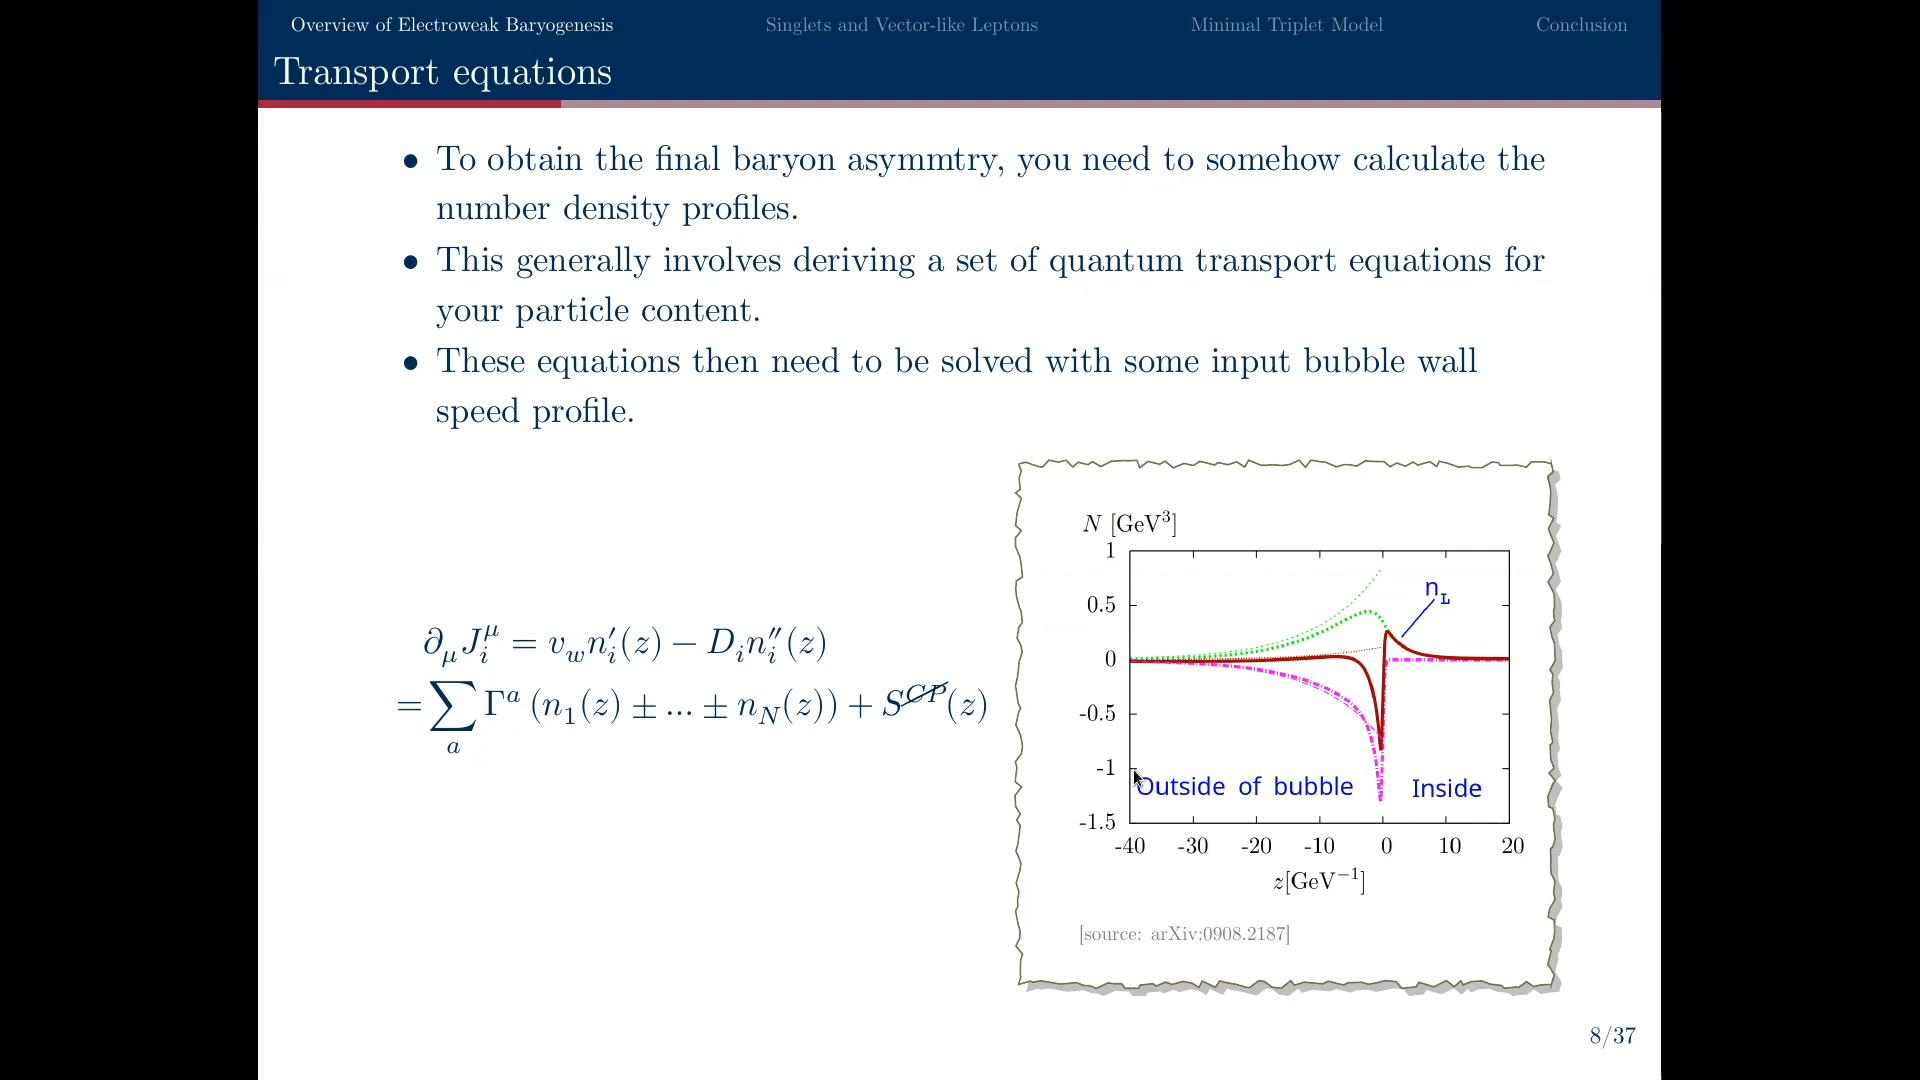 Overview of Electroweak Baryogenesis Singlets and Vector-like Leptons Minimal Triplet Model Conclusion
Transport equations
• To obtain the final baryon asymmtry, you need to somehow calculate the
number density profiles.
• This generally involves deriving a set of quantum transport equations for
your particle content.
• These equations then need to be solved with some input bubble wall
speed profile.
∂_μ J_i^μ = v_w n_i′(z) − D_i n_i″(z)
= ∑_a Γ^a (n_1(z) ± ... ± n_N(z)) + S^{C̸P̸}(z)
N [GeV³]
1
0.5
0
-0.5
-1
-1.5
n_L
Outside of bubble Inside
-40 -30 -20 -10 0 10 20
z[GeV⁻¹]
[source: arXiv:0908.2187]
8/37